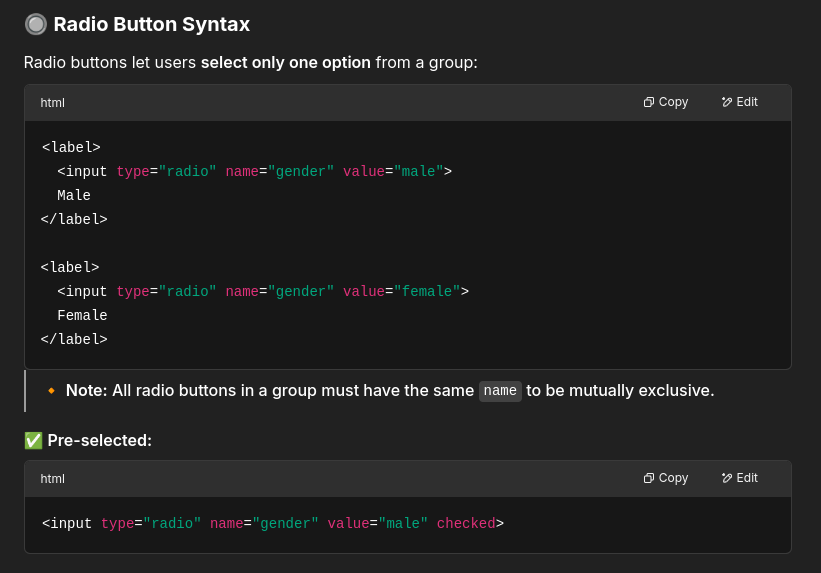 🔘 Radio Button Syntax
Radio buttons let users select only one option from a group:
html Copy Edit
<label>
  <input type="radio" name="gender" value="male">
  Male
</label>

<label>
  <input type="radio" name="gender" value="female">
  Female
</label>
🔸 Note: All radio buttons in a group must have the same name to be mutually exclusive.
✅ Pre-selected:
html Copy Edit
<input type="radio" name="gender" value="male" checked>